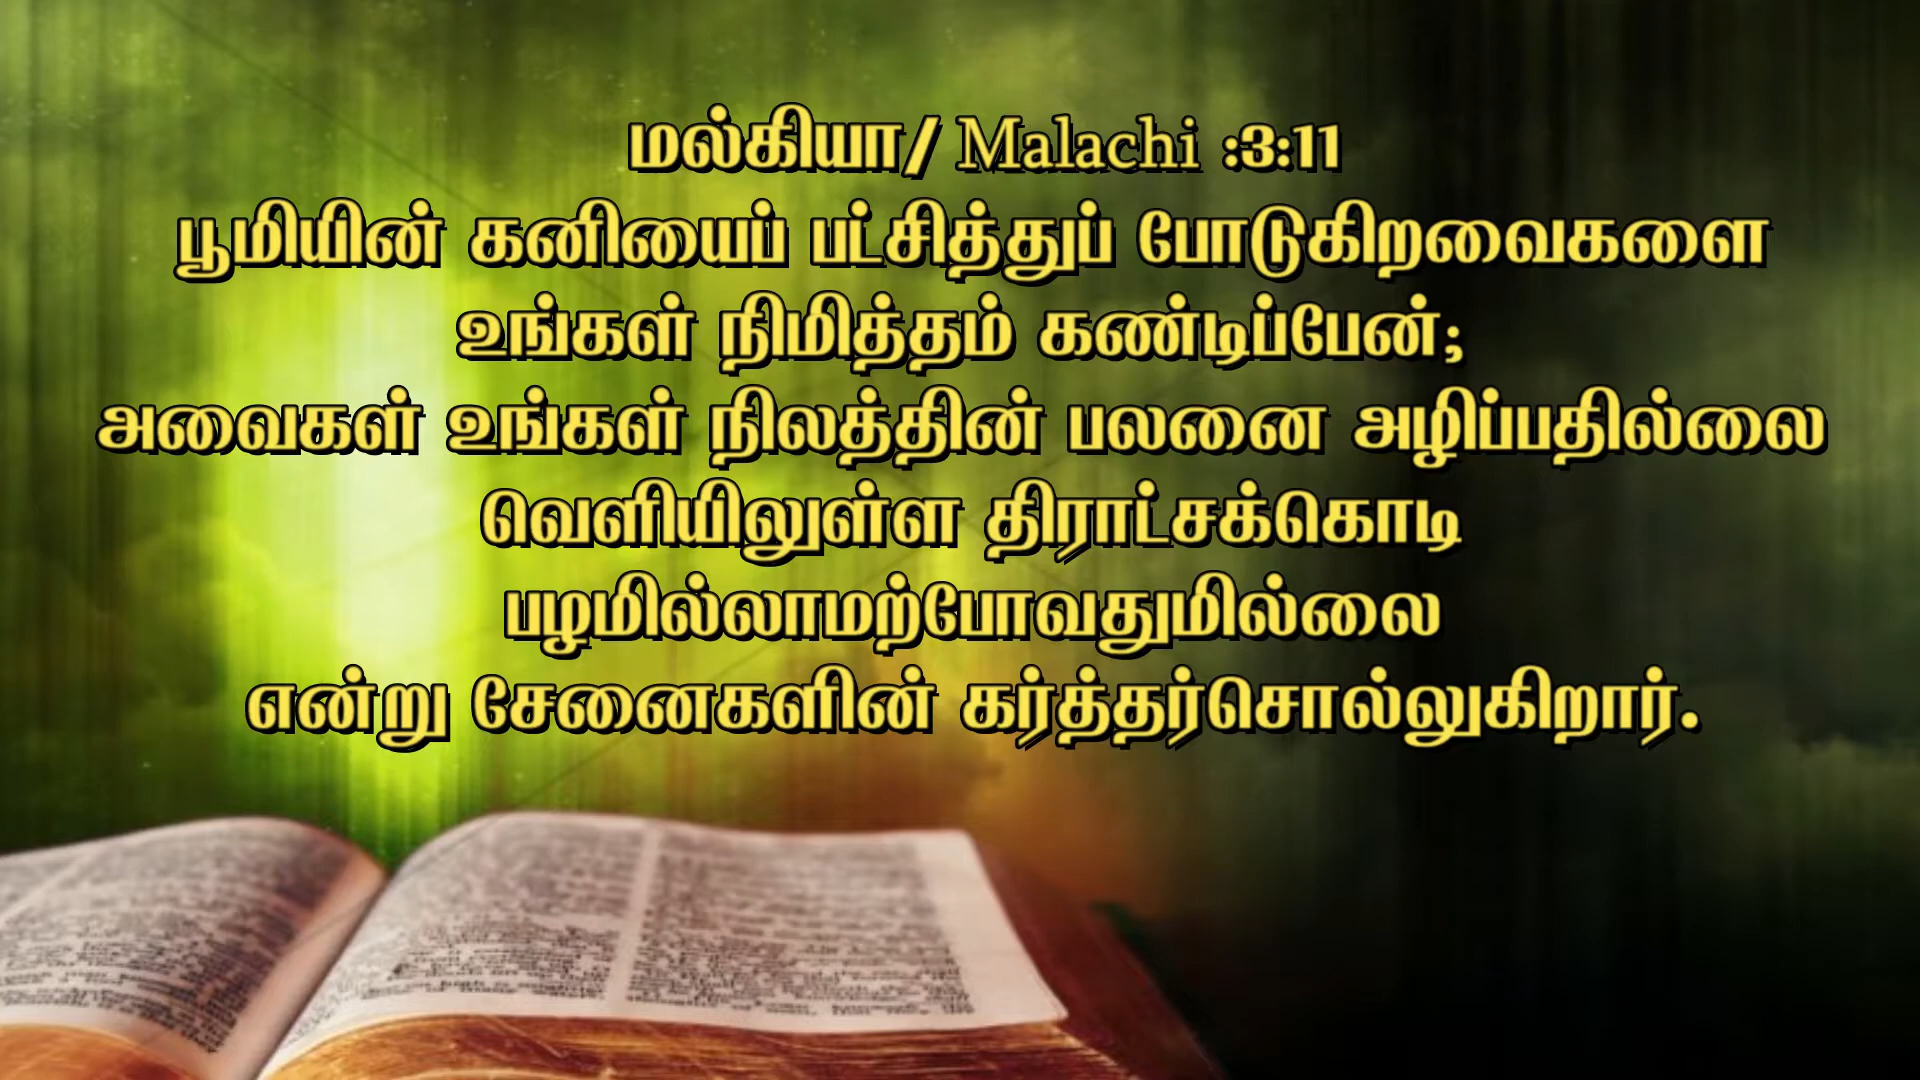 மல்கியா/ Malachi :3:11
பூமியின் கனியைப் பட்சித்துப் போடுகிறவைகளை
உங்கள் நிமித்தம் கண்டிப்பேன்;
அவைகள் உங்கள் நிலத்தின் பலனை அழிப்பதில்லை
வெளியிலுள்ள திராட்சக்கொடி
பழமில்லாமற்போவதுமில்லை
என்று சேனைகளின் கர்த்தர்சொல்லுகிறார்.